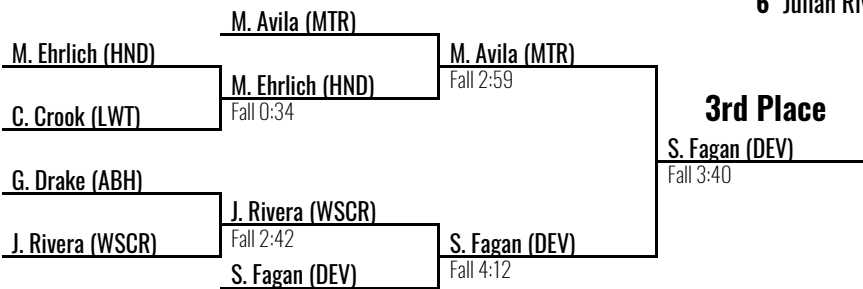 6 Julian
M. Avila (MTR)
M. Ehrlich (HND)
M. Avila (MTR)
M. Ehrlich (HND)
Fall 2:59
Fall 0:34
C. Crook (LWT)
3rd Place
S. Fagan (DEV)
Fall 3:40
G. Drake (ABH)
J. Rivera (WSCR)
J. Rivera (WSCR)
Fall 2:42
S. Fagan (DEV)
Fall 4:12
S. Fagan (DEV)